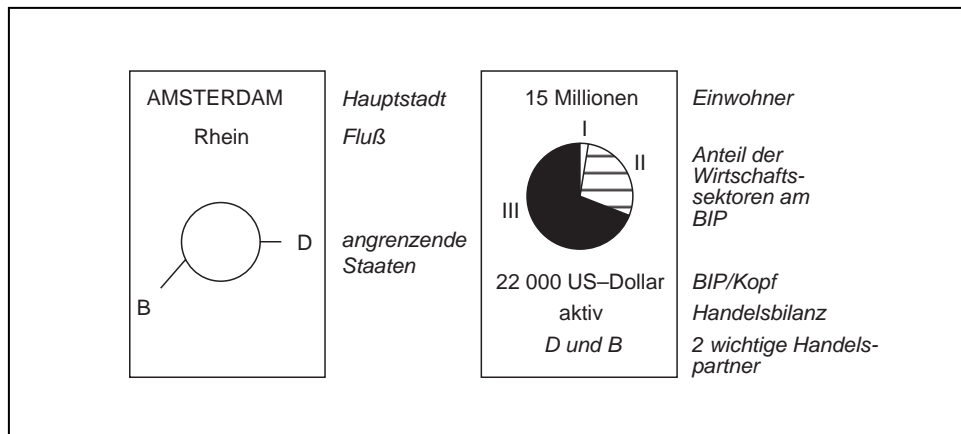 AMSTERDAM
Hauptstadt
Rhein
Fluß
D
angrenzende
Staaten
B
15 Millionen
Einwohner
I
II
III
Anteil der
Wirtschafts-
sektoren am
BIP
22 000 US–Dollar
BIP/Kopf
aktiv
Handelsbilanz
D und B
2 wichtige Handels-
partner